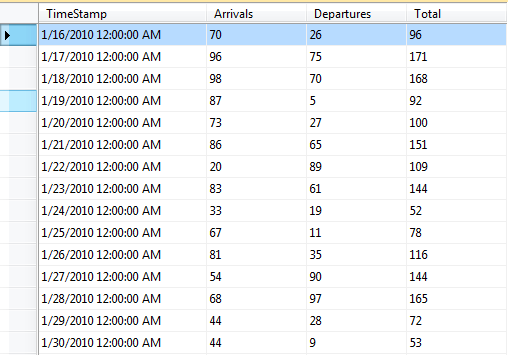 TimeStamp Arrivals Departures Total
1/16/2010 12:00:00 AM 70 26 96
1/17/2010 12:00:00 AM 96 75 171
1/18/2010 12:00:00 AM 98 70 168
1/19/2010 12:00:00 AM 87 5 92
1/20/2010 12:00:00 AM 73 27 100
1/21/2010 12:00:00 AM 86 65 151
1/22/2010 12:00:00 AM 20 89 109
1/23/2010 12:00:00 AM 83 61 144
1/24/2010 12:00:00 AM 33 19 52
1/25/2010 12:00:00 AM 67 11 78
1/26/2010 12:00:00 AM 81 35 116
1/27/2010 12:00:00 AM 54 90 144
1/28/2010 12:00:00 AM 68 97 165
1/29/2010 12:00:00 AM 44 28 72
1/30/2010 12:00:00 AM 44 9 53